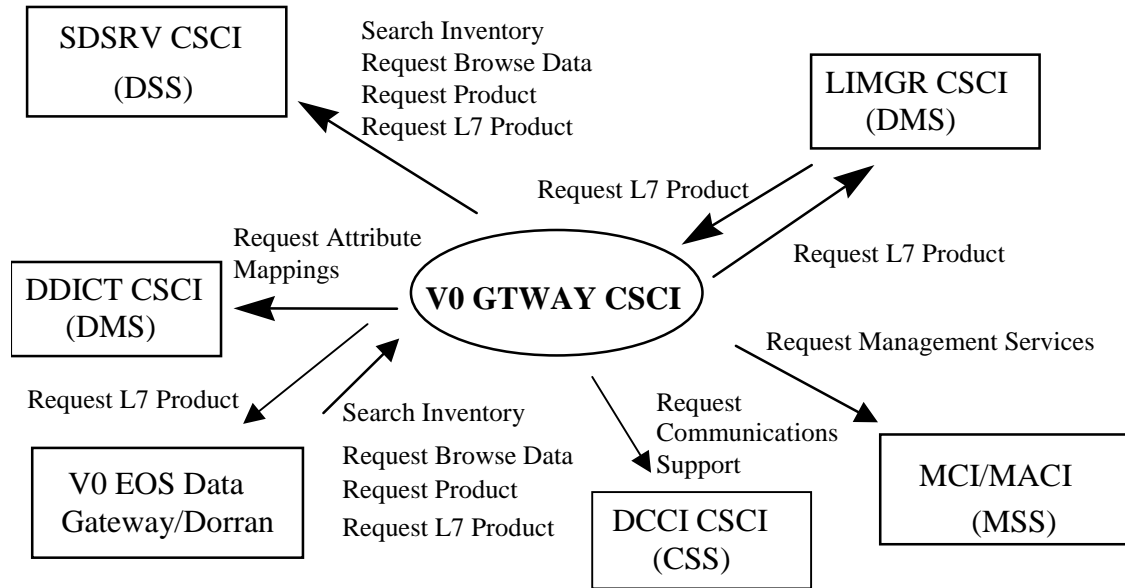 SDSRV CSCI
(DSS)
Search Inventory
Request Browse Data
Request Product
Request L7 Product
LIMGR CSCI
(DMS)
Request L7 Product
Request L7 Product
Request Attribute
Mappings
DDICT CSCI
(DMS)
V0 GTWAY CSCI
Request Management Services
Request L7 Product
Search Inventory
Request Browse Data
Request Product
Request L7 Product
Request
Communications
Support
V0 EOS Data
Gateway/Dorran
DCCI CSCI
(CSS)
MCI/MACI
(MSS)